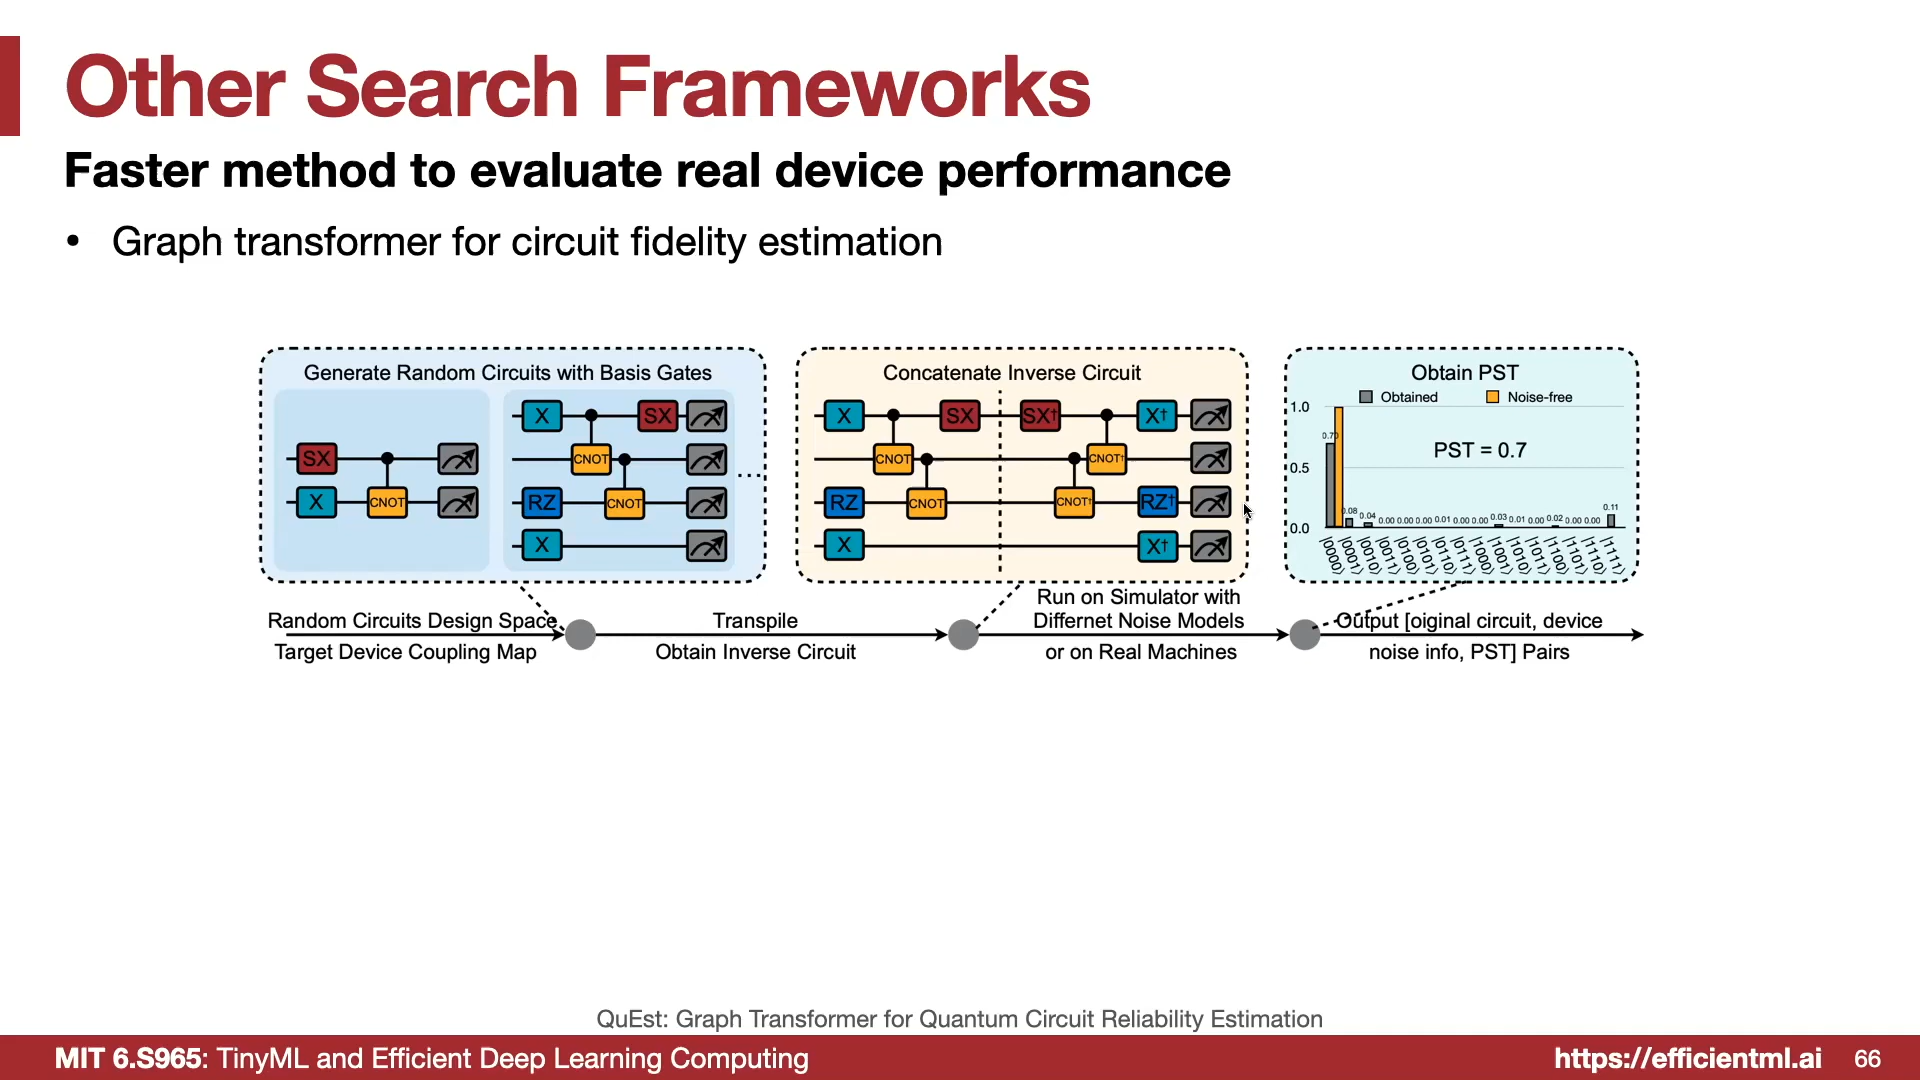 Other Search Frameworks
Faster method to evaluate real device performance
• Graph transformer for circuit fidelity estimation
Generate Random Circuits with Basis Gates
SX
X
CNOT
X
SX
CNOT
RZ
CNOT
X
...
Concatenate Inverse Circuit
X
SX
SX†
X†
CNOT
CNOT†
RZ
CNOT
CNOT†
RZ†
X
X†
Obtain PST
Obtained
Noise-free
1.0
0.5
0.0
PST = 0.7
0.70
0.08 0.04 0.00 0.00 0.00 0.01 0.00 0.00 0.03 0.01 0.00 0.02 0.00 0.00 0.11
|0000⟩ |0001⟩ |0010⟩ |0011⟩ |0100⟩ |0101⟩ |0110⟩ |0111⟩ |1000⟩ |1001⟩ |1010⟩ |1011⟩ |1100⟩ |1101⟩ |1110⟩ |1111⟩
Random Circuits Design Space
Target Device Coupling Map
Transpile
Obtain Inverse Circuit
Run on Simulator with
Differnet Noise Models
or on Real Machines
Output [oiginal circuit, device
noise info, PST] Pairs
QuEst: Graph Transformer for Quantum Circuit Reliability Estimation
MIT 6.S965: TinyML and Efficient Deep Learning Computing
https://efficientml.ai 66